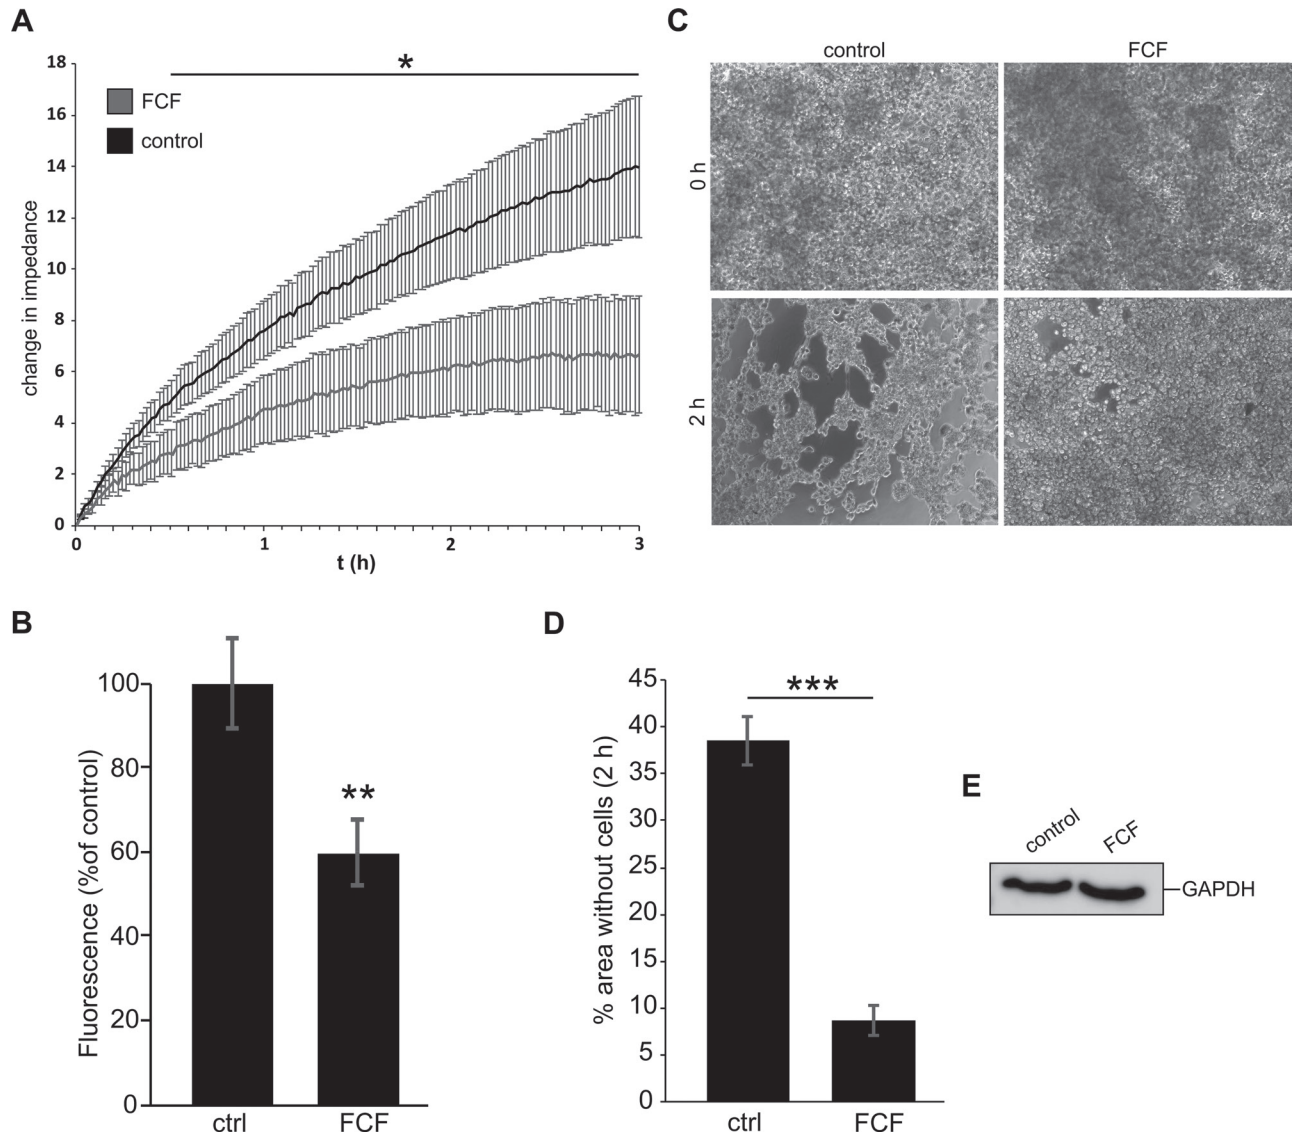 A
18
16
14
12
10
8
6
4
2
0
change in impedance
*
FCF
control
0
1
2
3
t (h)
C
control
FCF
0 h
2 h
B
100
80
60
40
20
0
Fluorescence (%of control)
**
ctrl
FCF
D
45
40
35
30
25
20
15
10
5
0
% area without cells (2 h)
***
ctrl
FCF
E
control
FCF
GAPDH